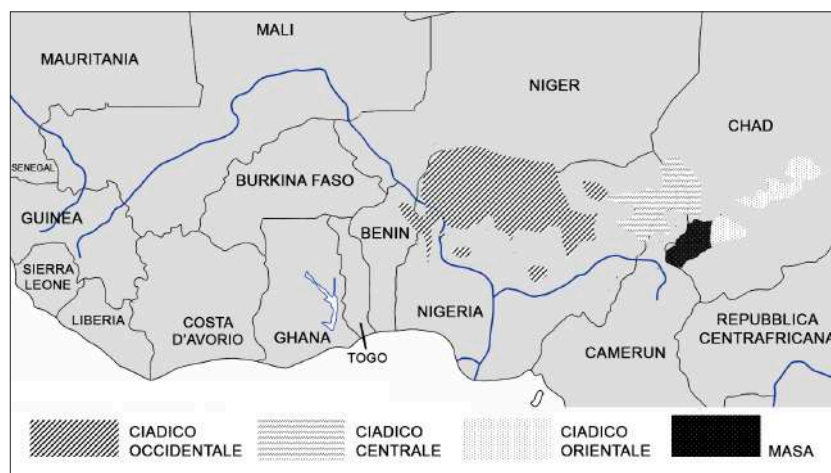 MALI
MAURITANIA
NIGER
CHAD
SENEGAL
BURKINA FASO
GUINEA
BENIN
SIERRA
LEONE
LIBERIA
COSTA
D'AVORIO
GHANA
TOGO
NIGERIA
CAMERUN
REPUBBLICA
CENTRAFRICANA
CIADICO
OCCIDENTALE
CIADICO
CENTRALE
CIADICO
ORIENTALE
MASA